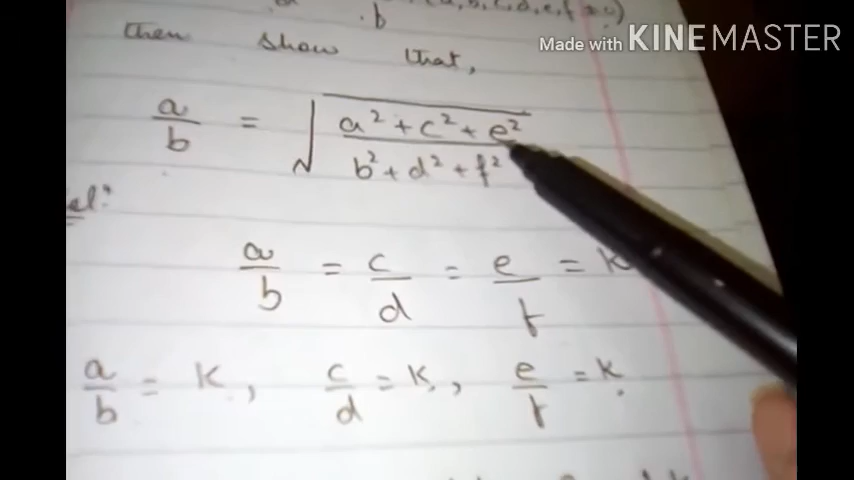 b (a,b,c,d,e,f
Made with KINEMASTER
then show that,
a/b = √(a² + c² + e² / b² + d² + f²)
a/b = c/d = e/f = K
a/b = K, c/d = K, e/f = K.